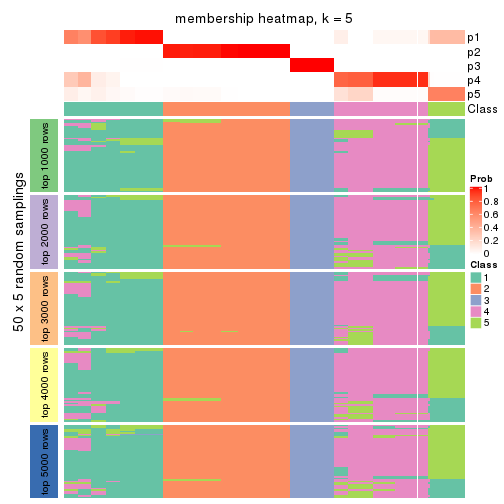 membership heatmap, k = 5
p1
p2
p3
p4
p5
Class
50 x 5 random samplings
top 1000 rows
top 2000 rows
top 3000 rows
top 4000 rows
top 5000 rows
Prob
1
0.8
0.6
0.4
0.2
0
Class
1
2
3
4
5